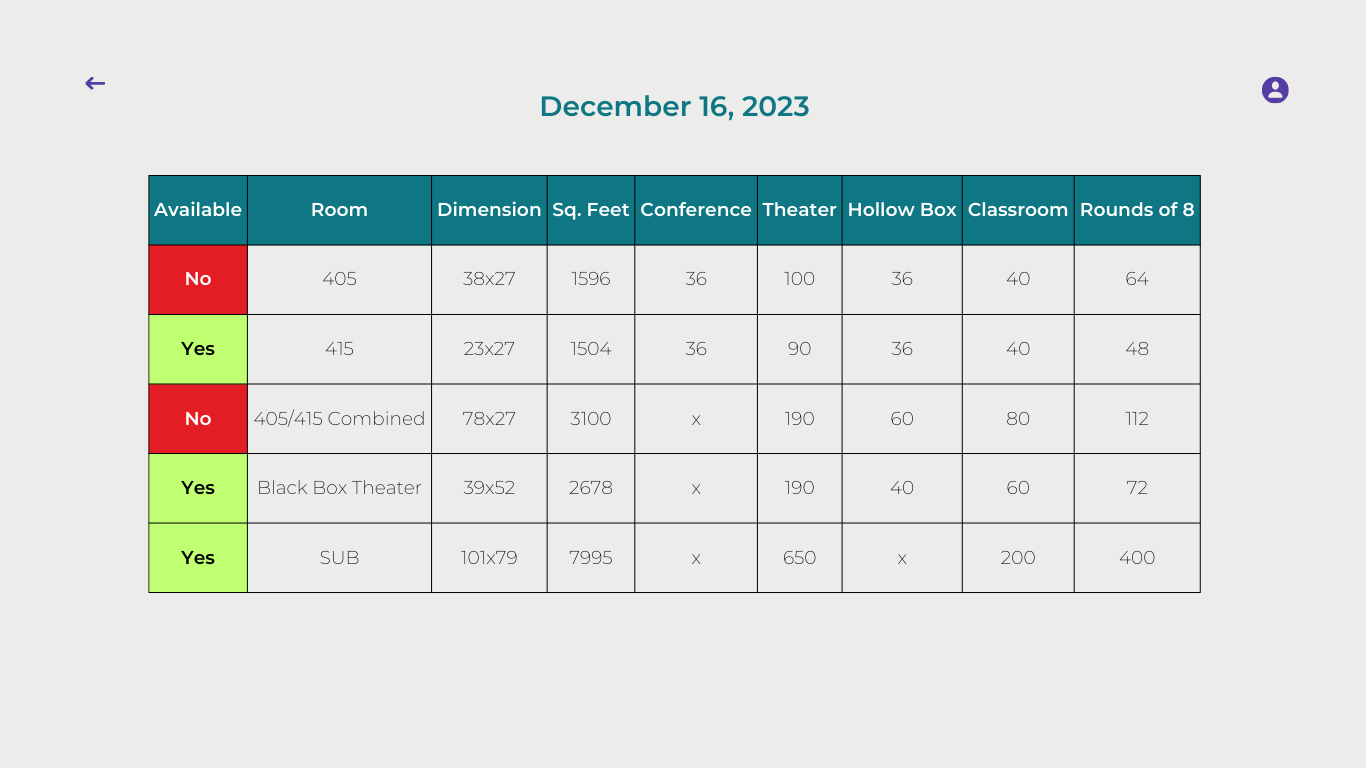 December 16, 2023
Available Room Dimension Sq. Feet Conference Theater Hollow Box Classroom Rounds of 8
No 405 38x27 1596 36 100 36 40 64
Yes 415 23x27 1504 36 90 36 40 48
No 405/415 Combined 78x27 3100 x 190 60 80 112
Yes Black Box Theater 39x52 2678 x 190 40 60 72
Yes SUB 101x79 7995 x 650 x 200 400